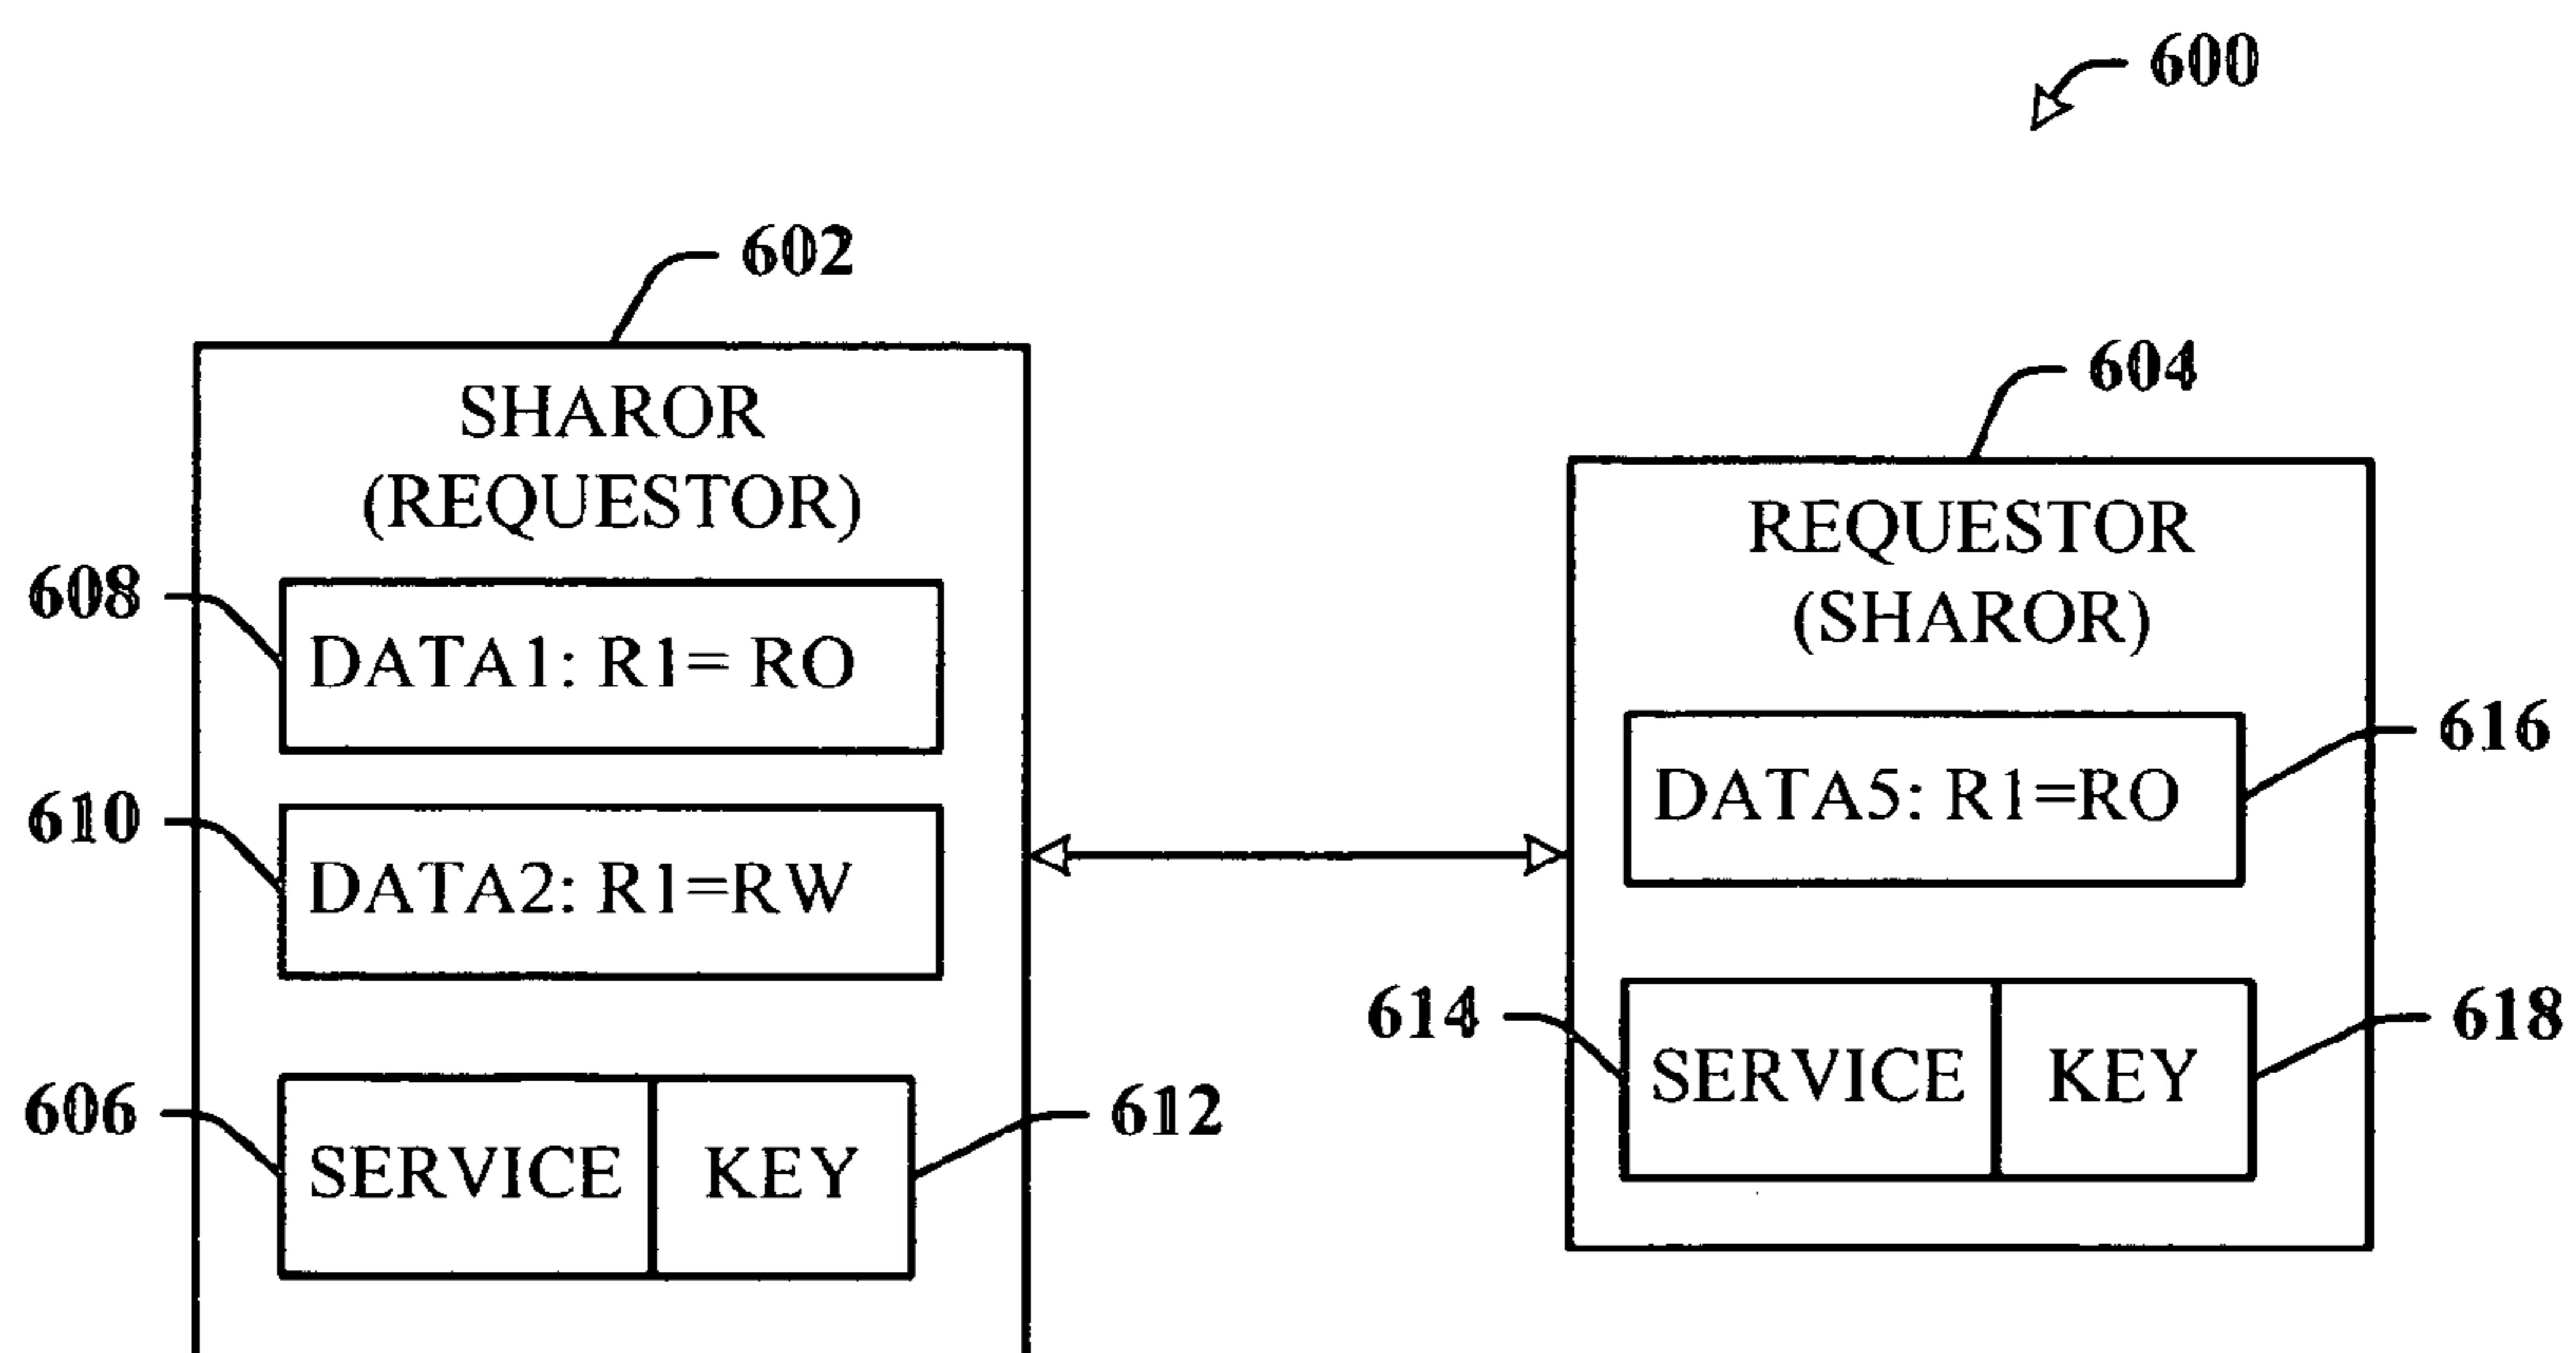 600
602
SHAROR
(REQUESTOR)
608
DATA1: R1= RO
610
DATA2: R1=RW
606
SERVICE KEY
612
604
REQUESTOR
(SHAROR)
616
DATA5: R1=RO
614
SERVICE KEY
618